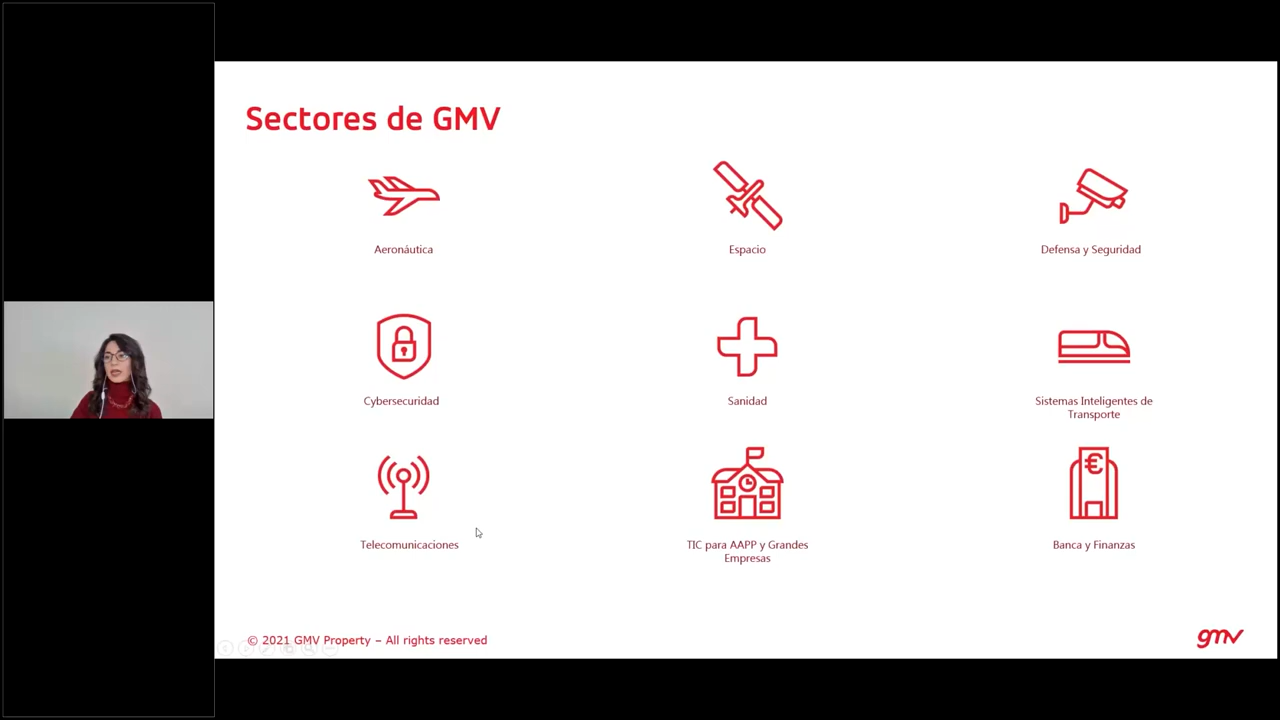 Sectores de GMV
Aeronáutica
Espacio
Defensa y Seguridad
Cyberseguridad
Sanidad
Sistemas Inteligentes de
Transporte
Telecomunicaciones
TIC para AAPP y Grandes
Empresas
Banca y Finanzas
© 2021 GMV Property – All rights reserved
gmv